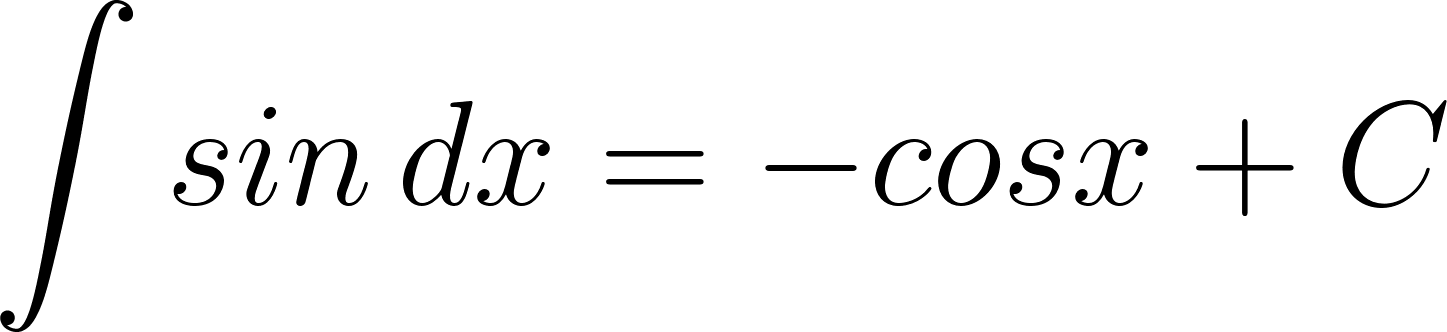 ∫ sin dx = −cosx + C